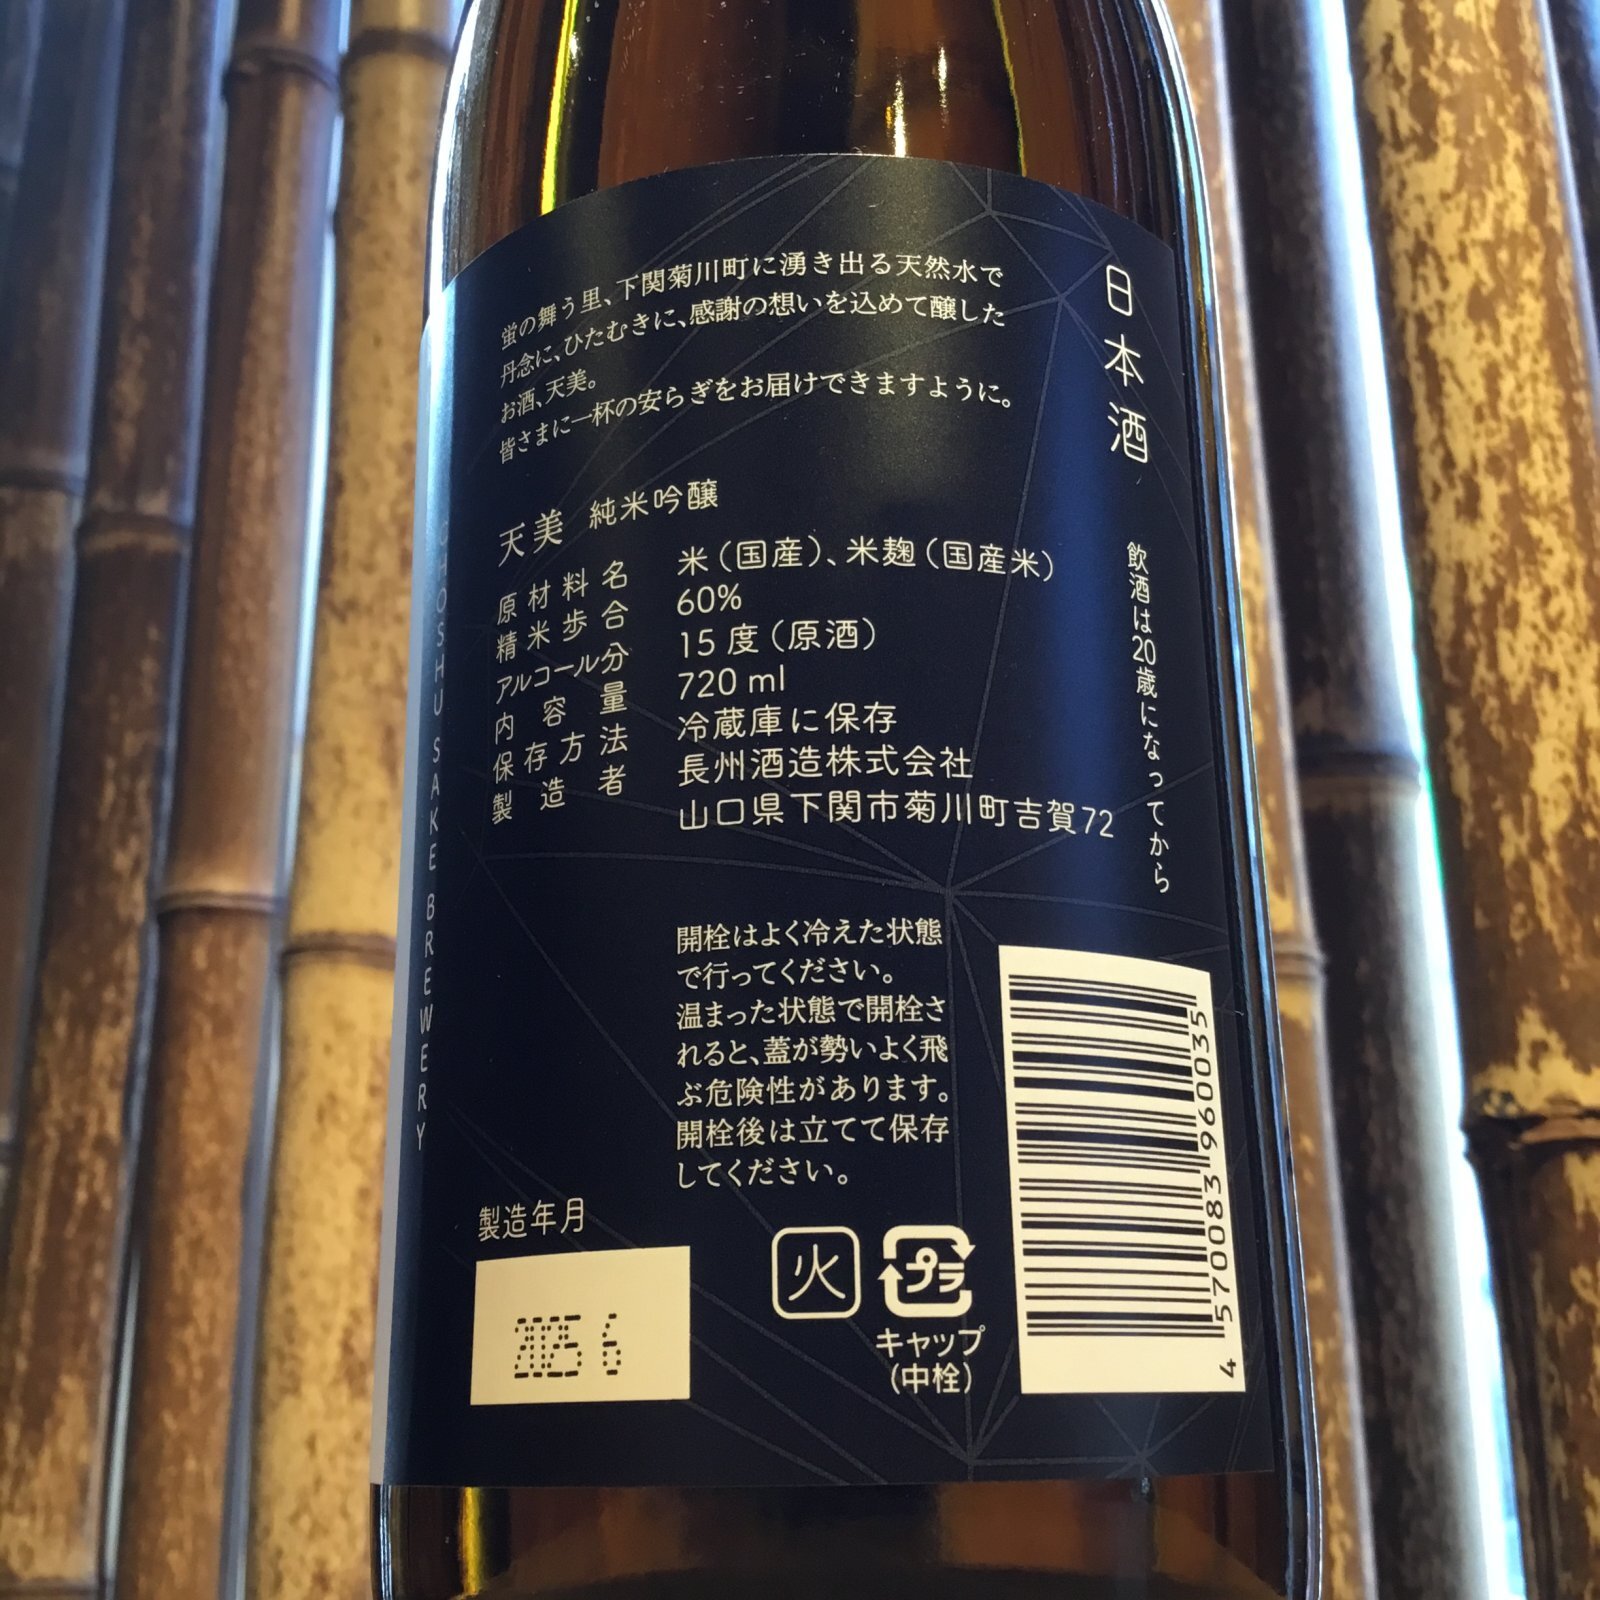 蛍の舞う里、下関菊川町に湧き出る天然水で
丹念に、ひたむきに、感謝の想いを込めて醸した
お酒、天美。
皆さまに一杯の安らぎをお届けできますように。
日本酒
飲酒は20歳になってから
天美 純米吟醸
原材料名 米(国産)、米麹(国産米)
精米歩合 60%
アルコール分 15度(原酒)
内容量 720 ml
保存方法 冷蔵庫に保存
製造者 長州酒造株式会社
山口県下関市菊川町吉賀72
CHOSHU SAKE BREWERY
開栓はよく冷えた状態
で行ってください。
温まった状態で開栓さ
れると、蓋が勢いよく飛
ぶ危険性があります。
開栓後は立てて保存
してください。
製造年月
2025 6
火
プラ
キャップ
(中栓)
4 570083 960035